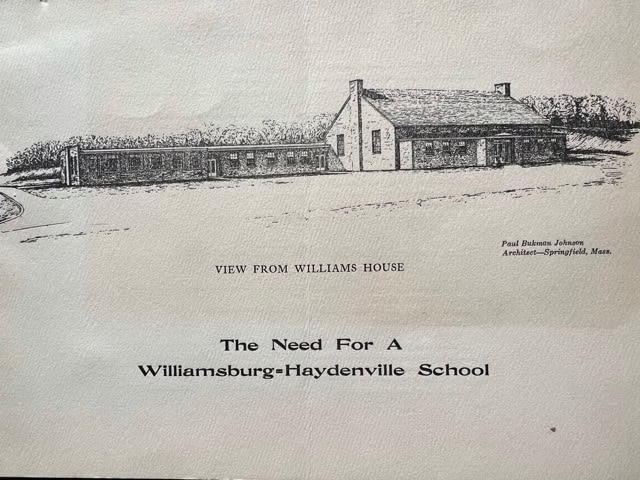 Paul Bukman Johnson
Architect—Springfield, Mass.
VIEW FROM WILLIAMS HOUSE
The Need For A
Williamsburg=Haydenville School